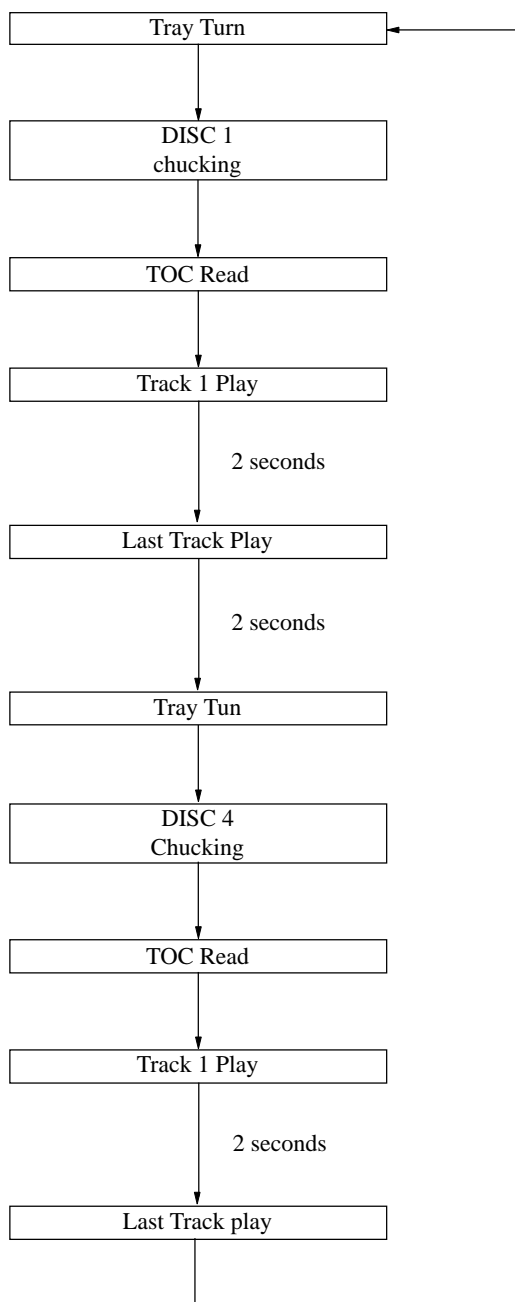 Tray Turn
DISC 1
chucking
TOC Read
Track 1 Play
2 seconds
Last Track Play
2 seconds
Tray Tun
DISC 4
Chucking
TOC Read
Track 1 Play
2 seconds
Last Track play